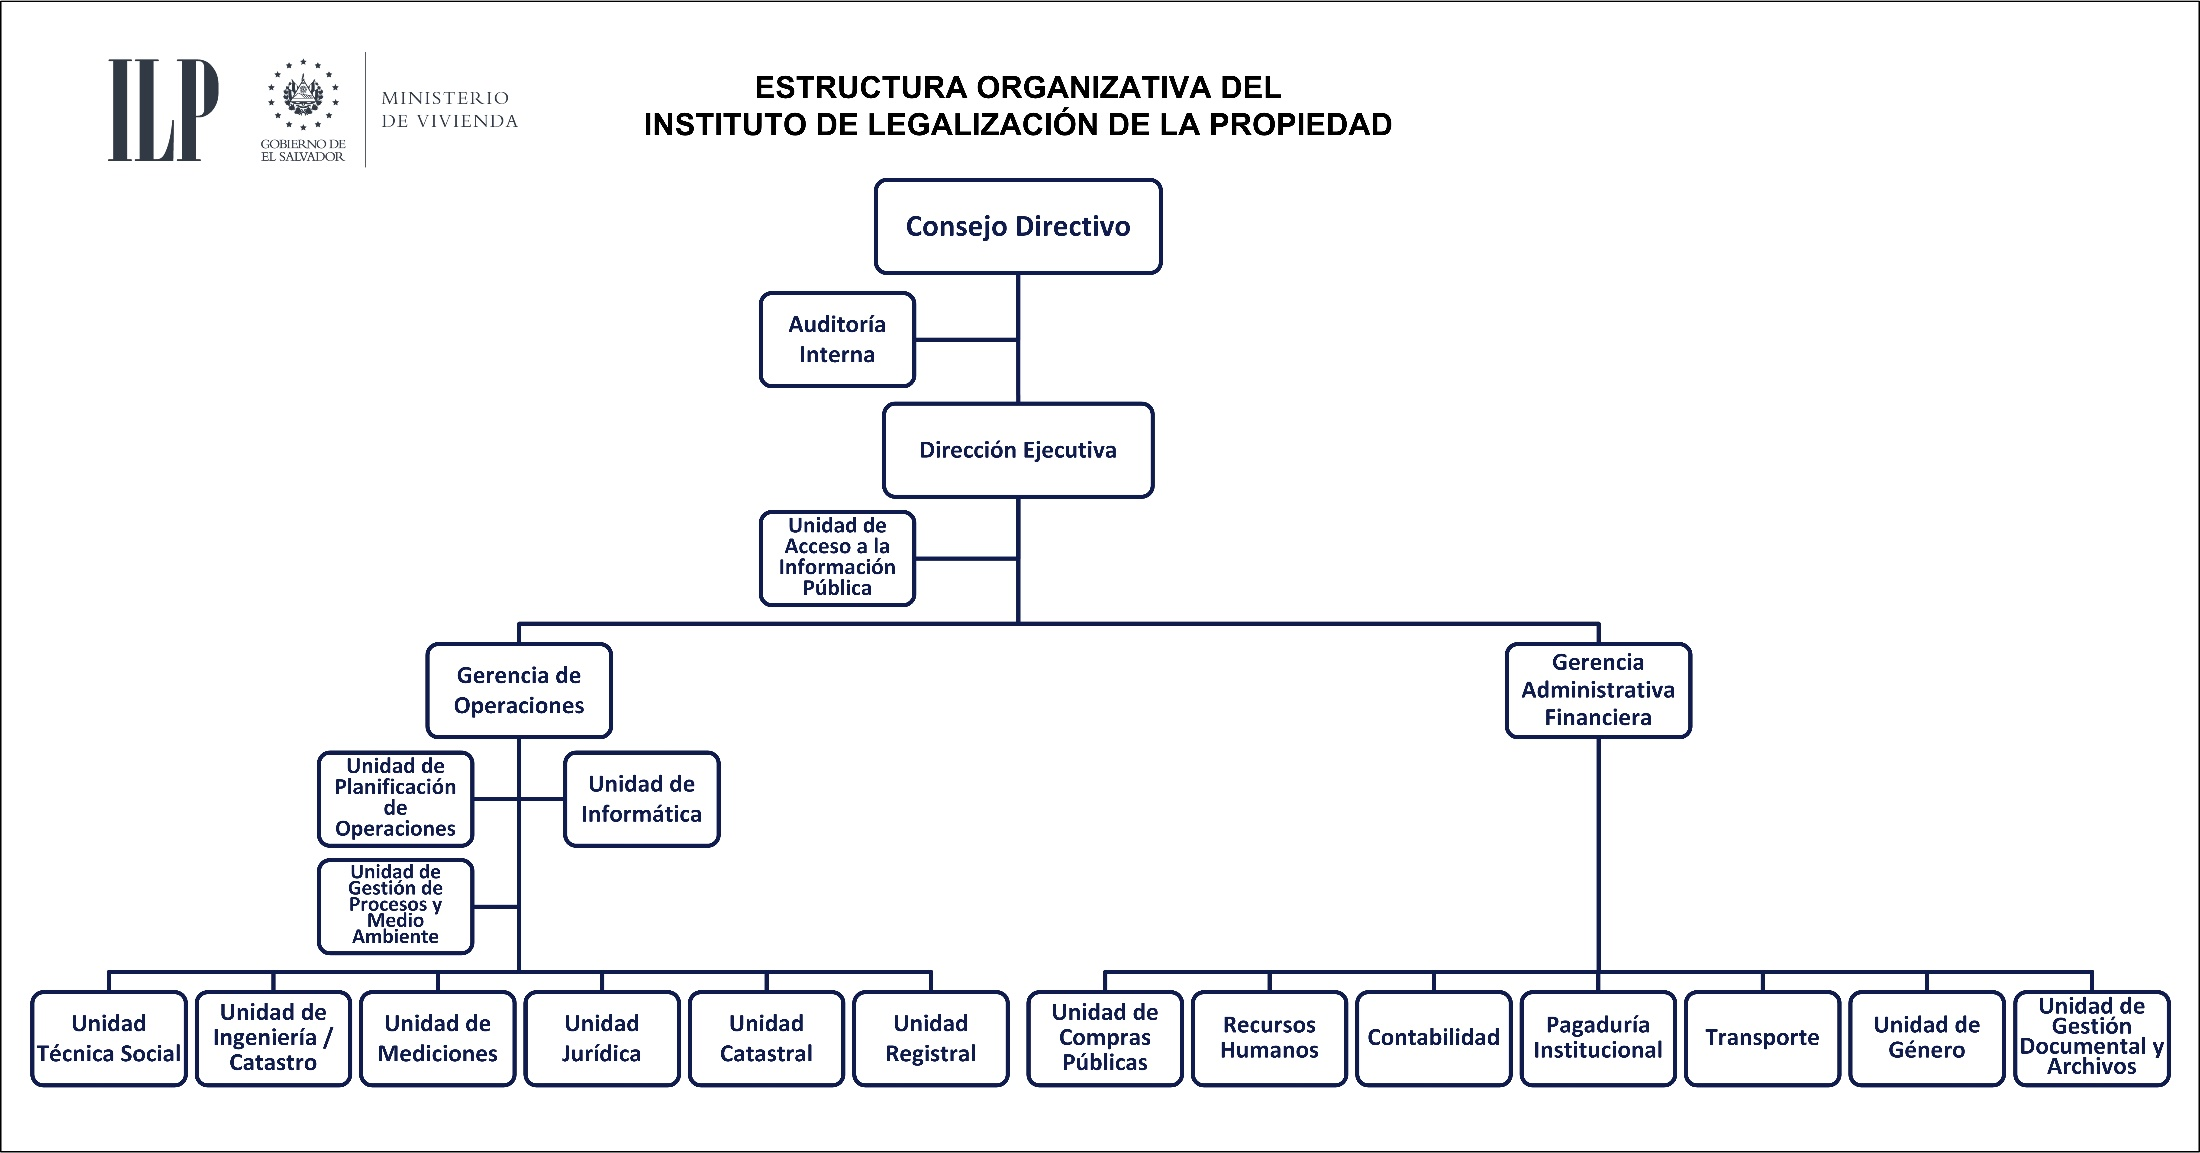 ILP
GOBIERNO DE
EL SALVADOR
MINISTERIO
DE VIVIENDA
ESTRUCTURA ORGANIZATIVA DEL
INSTITUTO DE LEGALIZACIÓN DE LA PROPIEDAD
Consejo Directivo
Auditoría
Interna
Dirección Ejecutiva
Unidad de
Acceso a la
Información
Pública
Gerencia de
Operaciones
Gerencia
Administrativa
Financiera
Unidad de
Planificación
de
Operaciones
Unidad de
Informática
Unidad de
Gestión de
Procesos y
Medio
Ambiente
Unidad
Técnica Social
Unidad de
Ingeniería /
Catastro
Unidad de
Mediciones
Unidad
Jurídica
Unidad
Catastral
Unidad
Registral
Unidad de
Compras
Públicas
Recursos
Humanos
Contabilidad
Pagaduría
Institucional
Transporte
Unidad de
Género
Unidad de
Gestión
Documental y
Archivos